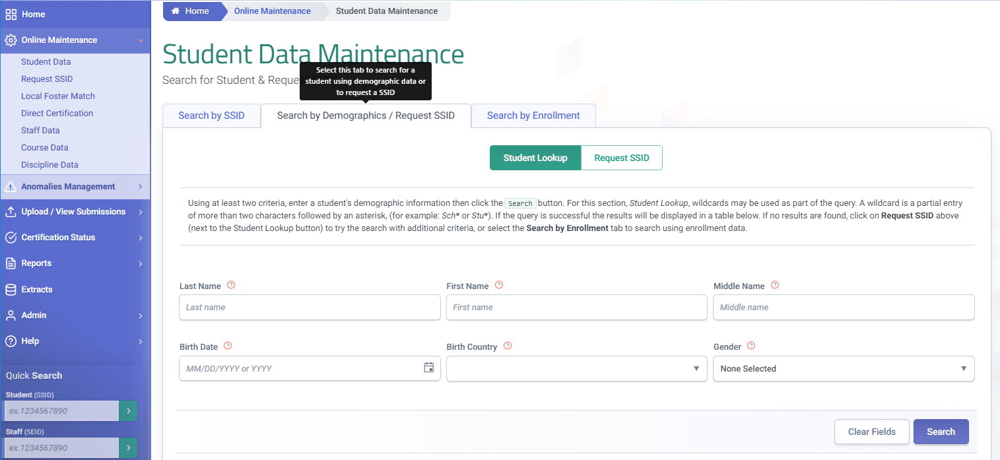 Home
Online Maintenance
Student Data
Request SSID
Local Foster Match
Direct Certification
Staff Data
Course Data
Discipline Data
Anomalies Management
Upload / View Submissions
Certification Status
Reports
Extracts
Admin
Help
Quick Search
Student (SSID)
ex.1234567890
Staff (SEID)
ex.1234567890
Home Online Maintenance Student Data Maintenance
Student Data Maintenance
Search for Student & Reque
Select this tab to search for a
student using demographic data or
to request a SSID
Search by SSID Search by Demographics / Request SSID Search by Enrollment
Student Lookup Request SSID
Using at least two criteria, enter a student's demographic information then click the Search button. For this section, Student Lookup, wildcards may be used as part of the query. A wildcard is a partial entry
of more than two characters followed by an asterisk, (for example: Sch* or Stu*). If the query is successful the results will be displayed in a table below. If no results are found, click on Request SSID above
(next to the Student Lookup button) to try the search with additional criteria, or select the Search by Enrollment tab to search using enrollment data.
Last Name First Name Middle Name
Last name First name Middle name
Birth Date Birth Country Gender
MM/DD/YYYY or YYYY None Selected
Clear Fields Search